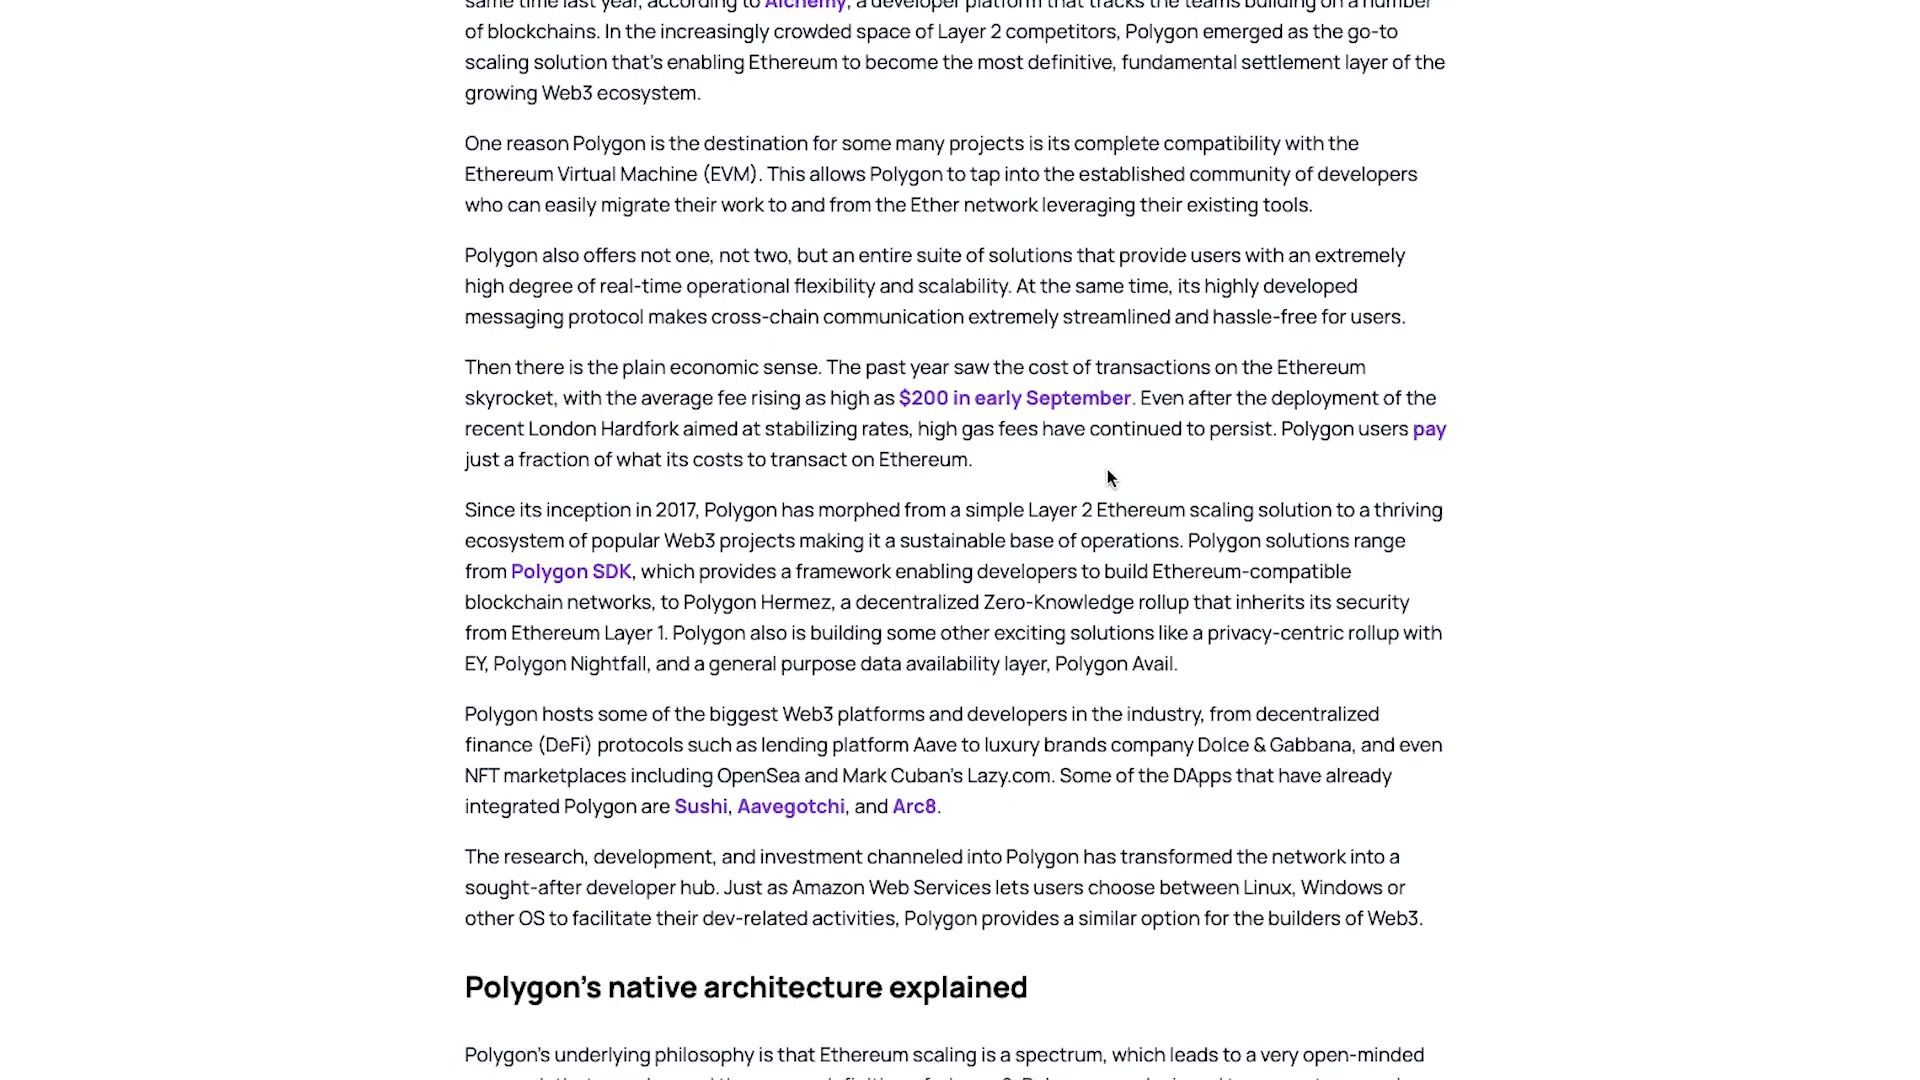 same time last year, according to Alchemy, a developer platform that tracks the teams building on a number
of blockchains. In the increasingly crowded space of Layer 2 competitors, Polygon emerged as the go-to
scaling solution that's enabling Ethereum to become the most definitive, fundamental settlement layer of the
growing Web3 ecosystem.
One reason Polygon is the destination for some many projects is its complete compatibility with the
Ethereum Virtual Machine (EVM). This allows Polygon to tap into the established community of developers
who can easily migrate their work to and from the Ether network leveraging their existing tools.
Polygon also offers not one, not two, but an entire suite of solutions that provide users with an extremely
high degree of real-time operational flexibility and scalability. At the same time, its highly developed
messaging protocol makes cross-chain communication extremely streamlined and hassle-free for users.
Then there is the plain economic sense. The past year saw the cost of transactions on the Ethereum
skyrocket, with the average fee rising as high as $200 in early September. Even after the deployment of the
recent London Hardfork aimed at stabilizing rates, high gas fees have continued to persist. Polygon users pay
just a fraction of what its costs to transact on Ethereum.
Since its inception in 2017, Polygon has morphed from a simple Layer 2 Ethereum scaling solution to a thriving
ecosystem of popular Web3 projects making it a sustainable base of operations. Polygon solutions range
from Polygon SDK, which provides a framework enabling developers to build Ethereum-compatible
blockchain networks, to Polygon Hermez, a decentralized Zero-Knowledge rollup that inherits its security
from Ethereum Layer 1. Polygon also is building some other exciting solutions like a privacy-centric rollup with
EY, Polygon Nightfall, and a general purpose data availability layer, Polygon Avail.
Polygon hosts some of the biggest Web3 platforms and developers in the industry, from decentralized
finance (DeFi) protocols such as lending platform Aave to luxury brands company Dolce & Gabbana, and even
NFT marketplaces including OpenSea and Mark Cuban's Lazy.com. Some of the DApps that have already
integrated Polygon are Sushi, Aavegotchi, and Arc8.
The research, development, and investment channeled into Polygon has transformed the network into a
sought-after developer hub. Just as Amazon Web Services lets users choose between Linux, Windows or
other OS to facilitate their dev-related activities, Polygon provides a similar option for the builders of Web3.
Polygon's native architecture explained
Polygon's underlying philosophy is that Ethereum scaling is a spectrum, which leads to a very open-minded